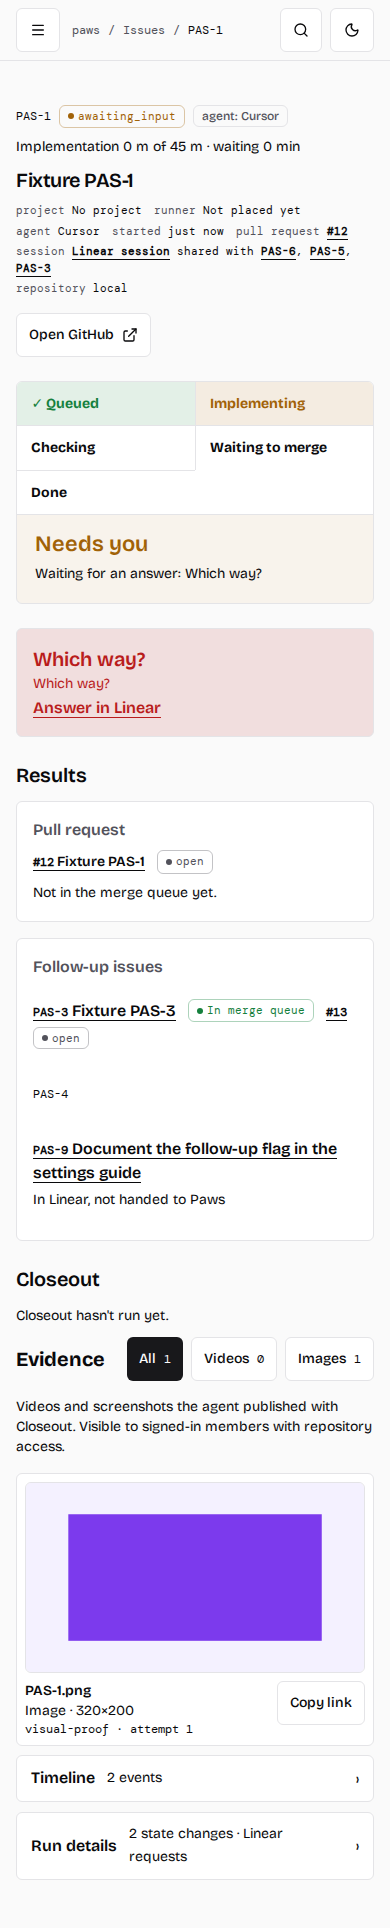 paws / Issues / PAS-1
PAS-1 awaiting_input agent: Cursor
Implementation 0 m of 45 m · waiting 0 min
Fixture PAS-1
project No project runner Not placed yet
agent Cursor started just now pull request #12
session Linear session shared with PAS-6, PAS-5,
PAS-3
repository local
Open GitHub
✓ Queued
Implementing
Checking
Waiting to merge
Done
Needs you
Waiting for an answer: Which way?
Which way?
Which way?
Answer in Linear
Results
Pull request
#12 Fixture PAS-1 open
Not in the merge queue yet.
Follow-up issues
PAS-3 Fixture PAS-3 In merge queue #13
open
PAS-4
PAS-9 Document the follow-up flag in the
settings guide
In Linear, not handed to Paws
Closeout
Closeout hasn't run yet.
Evidence All 1 Videos 0 Images 1
Videos and screenshots the agent published with
Closeout. Visible to signed-in members with repository
access.
PAS-1.png
Image · 320×200
visual-proof · attempt 1
Copy link
Timeline 2 events ›
Run details 2 state changes · Linear
requests ›